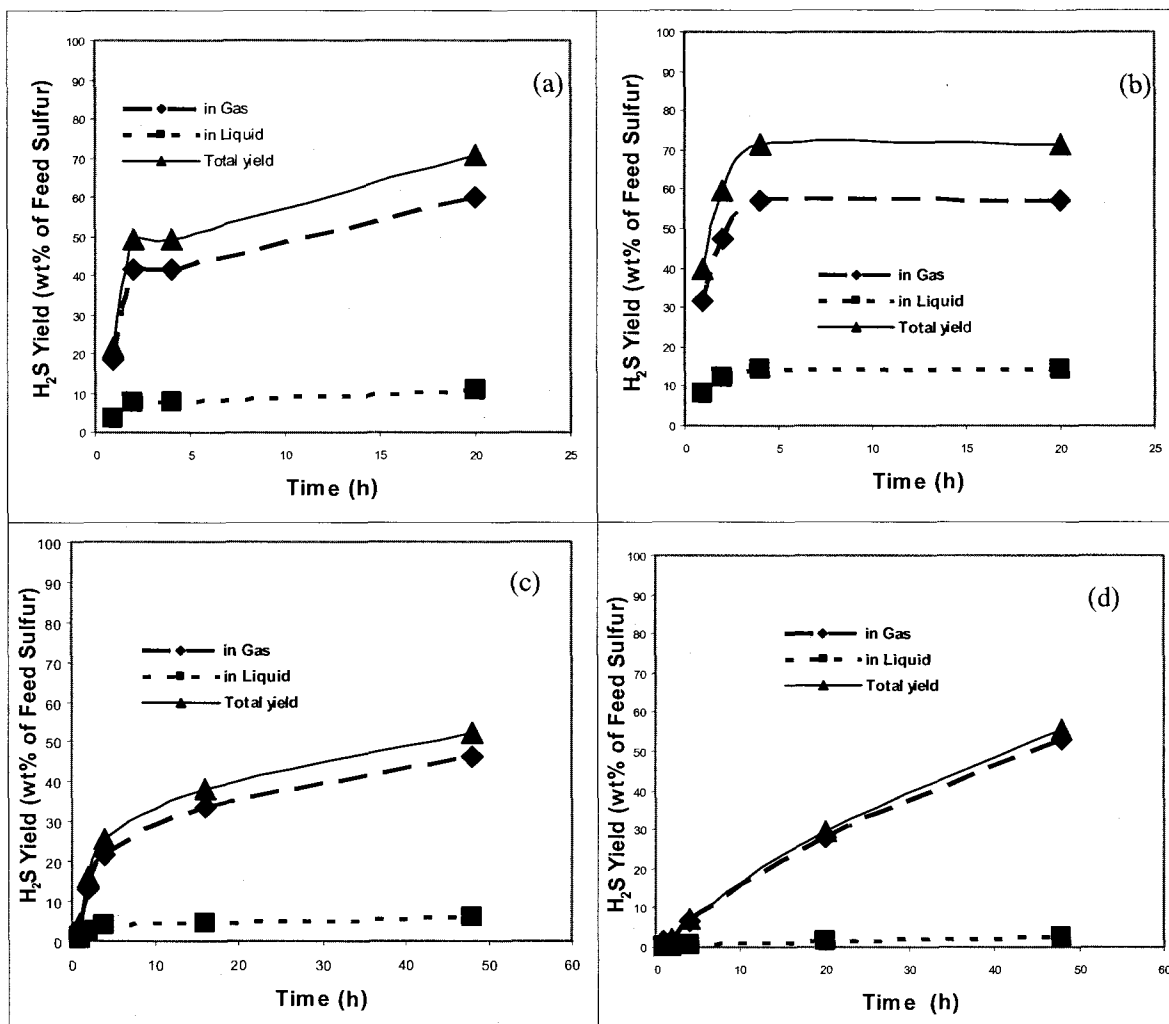 (a)
H₂S Yield (wt% of Feed Sulfur)
100
90
80
70
60
50
40
30
20
10
0
in Gas
in Liquid
Total yield
0 5 10 15 20 25
Time (h)
(b)
H₂S Yield (wt% of Feed Sulfur)
100
90
80
70
60
50
40
30
20
10
0
in Gas
in Liquid
Total yield
0 5 10 15 20 25
Time (h)
(c)
H₂S Yield (wt% of Feed Sulfur)
100
90
80
70
60
50
40
30
20
10
0
in Gas
in Liquid
Total yield
0 10 20 30 40 50 60
Time (h)
(d)
H₂S Yield (wt% of Feed Sulfur)
100
90
80
70
60
50
40
30
20
10
0
in Gas
in Liquid
Total yield
0 10 20 30 40 50 60
Time (h)